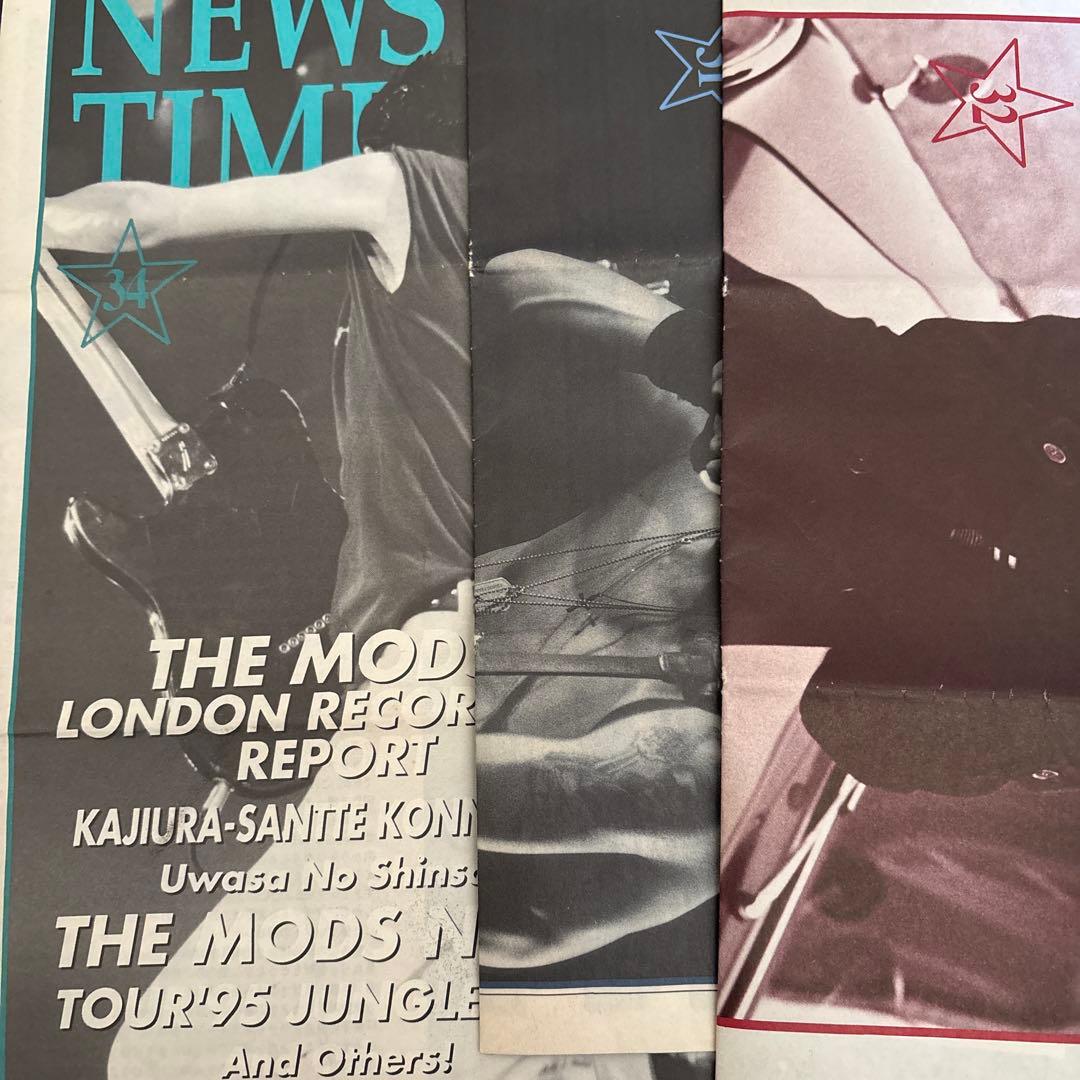 NEWS
TIM
34
THE MOD
LONDON RECOR
REPORT
KAJIURA-SANTTE KONN
Uwasa No Shins
THE MODS N
TOUR'95 JUNGLE
And Others!
32